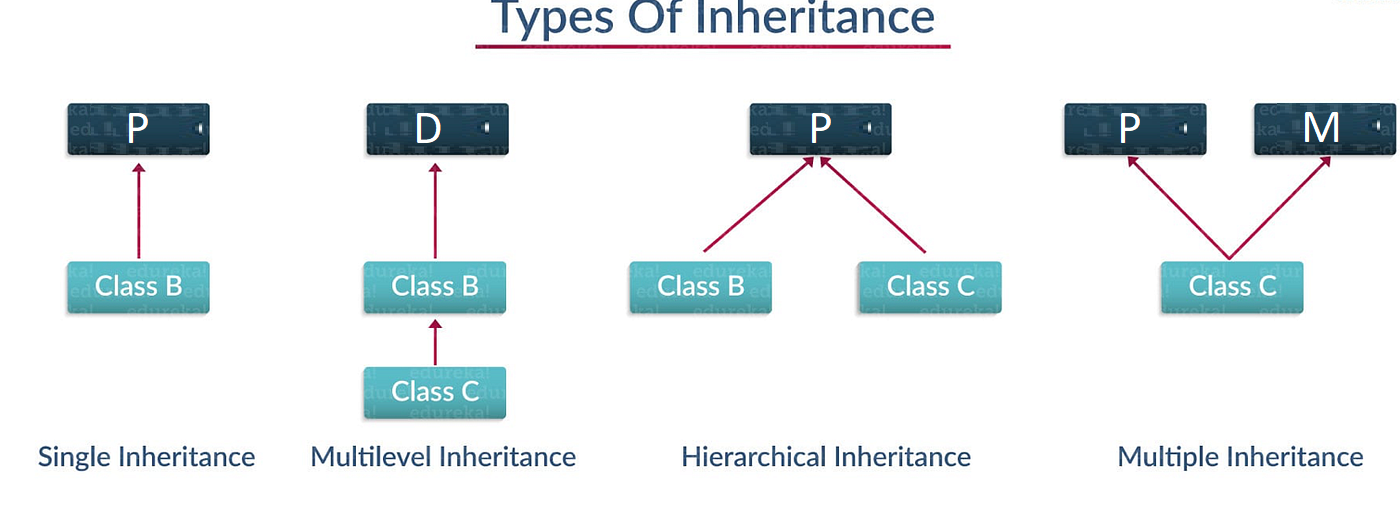 Types Of Inheritance
P
D
P
P
M
Class B
Class B
Class B
Class C
Class C
Class C
Single Inheritance
Multilevel Inheritance
Hierarchical Inheritance
Multiple Inheritance